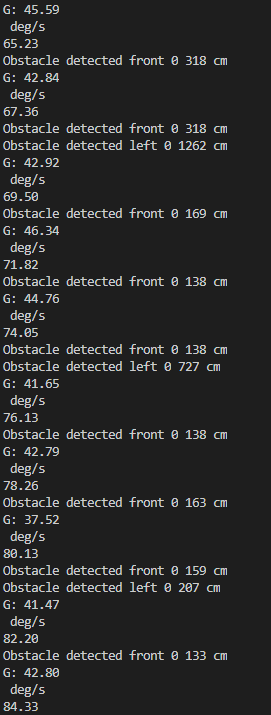 G: 45.59
deg/s
65.23
Obstacle detected front 0 318 cm
G: 42.84
deg/s
67.36
Obstacle detected front 0 318 cm
Obstacle detected left 0 1262 cm
G: 42.92
deg/s
69.50
Obstacle detected front 0 169 cm
G: 46.34
deg/s
71.82
Obstacle detected front 0 138 cm
G: 44.76
deg/s
74.05
Obstacle detected front 0 138 cm
Obstacle detected left 0 727 cm
G: 41.65
deg/s
76.13
Obstacle detected front 0 138 cm
G: 42.79
deg/s
78.26
Obstacle detected front 0 163 cm
G: 37.52
deg/s
80.13
Obstacle detected front 0 159 cm
Obstacle detected left 0 207 cm
G: 41.47
deg/s
82.20
Obstacle detected front 0 133 cm
G: 42.80
deg/s
84.33